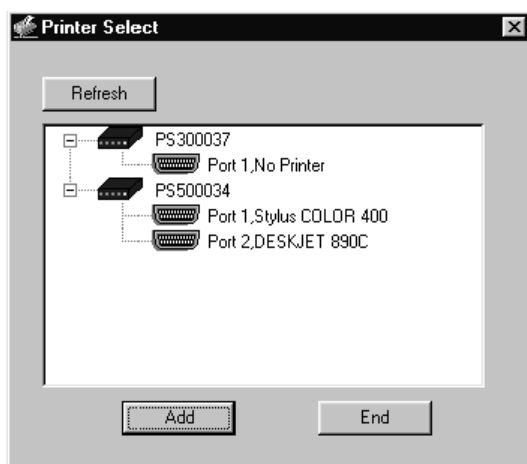 Printer Select
Refresh
PS300037
Port 1,No Printer
PS500034
Port 1,Stylus COLOR 400
Port 2,DESKJET 890C
Add
End